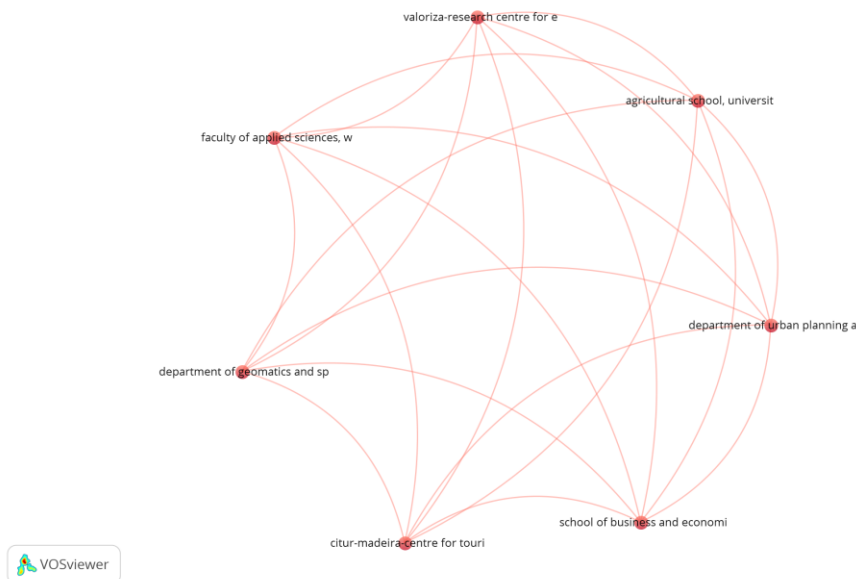 valoriza-research centre for e
agricultural school, universit
faculty of applied sciences, w
department of urban planning a
department of geomatics and sp
school of business and economi
citur-madeira-centre for touri
VOSviewer